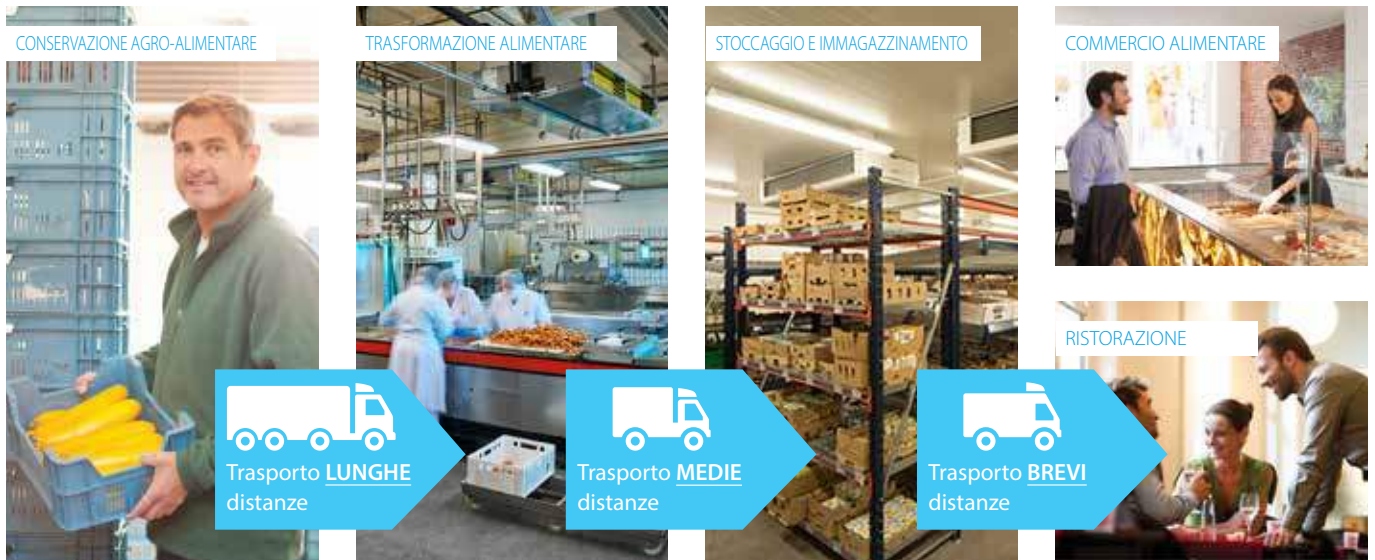 CONSERVAZIONE AGRO-ALIMENTARE
TRASFORMAZIONE ALIMENTARE
STOCCAGGIO E IMMAGAZZINAMENTO
COMMERCIO ALIMENTARE
RISTORAZIONE
Trasporto LUNGHE
distanze
Trasporto MEDIE
distanze
Trasporto BREVI
distanze